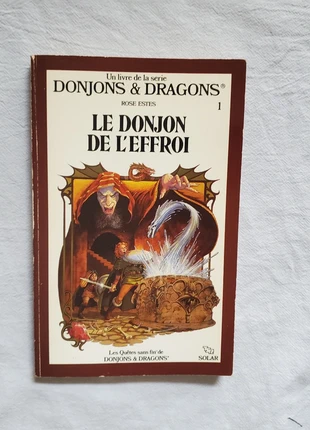 Un livre de la série
DONJONS & DRAGONS®
ROSE ESTES
1
LE DONJON
DE L'EFFROI
Les Quêtes sans fin de
DONJONS & DRAGONS®
SOLAR